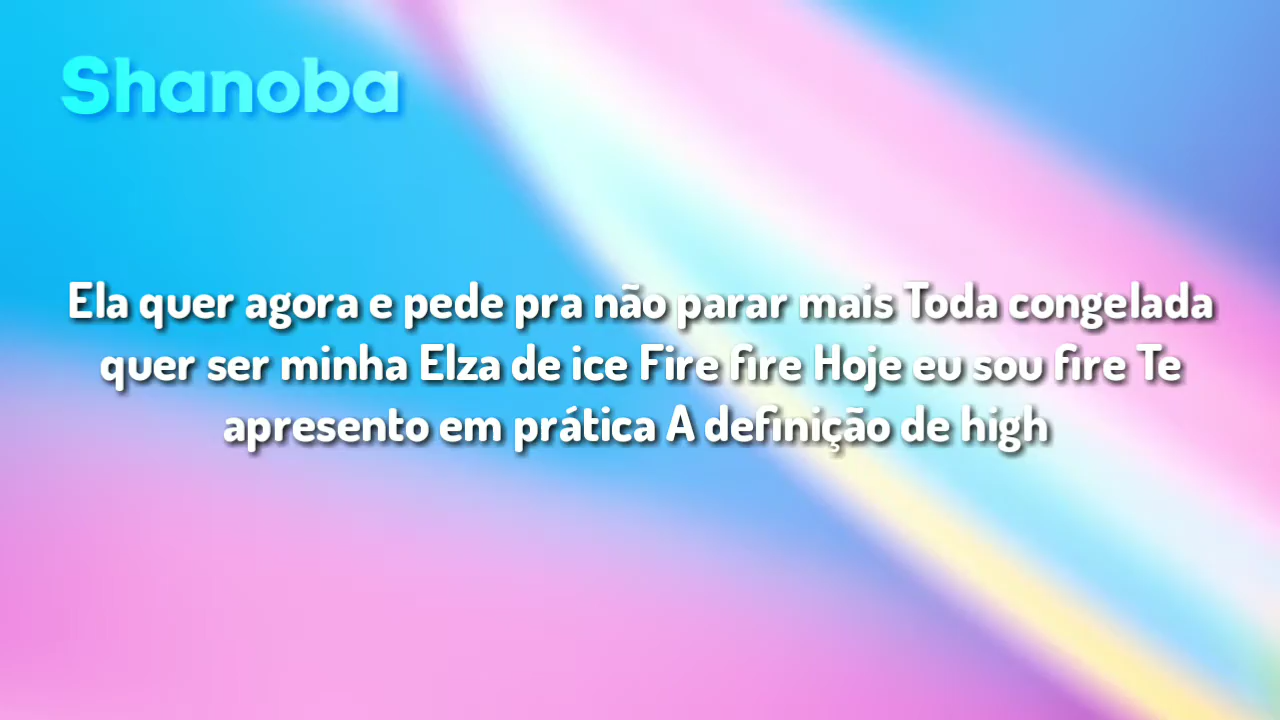 Shanoba
Ela quer agora e pede pra não parar mais Toda congelada
quer ser minha Elza de ice Fire fire Hoje eu sou fire Te
apresento em prática A definição de high